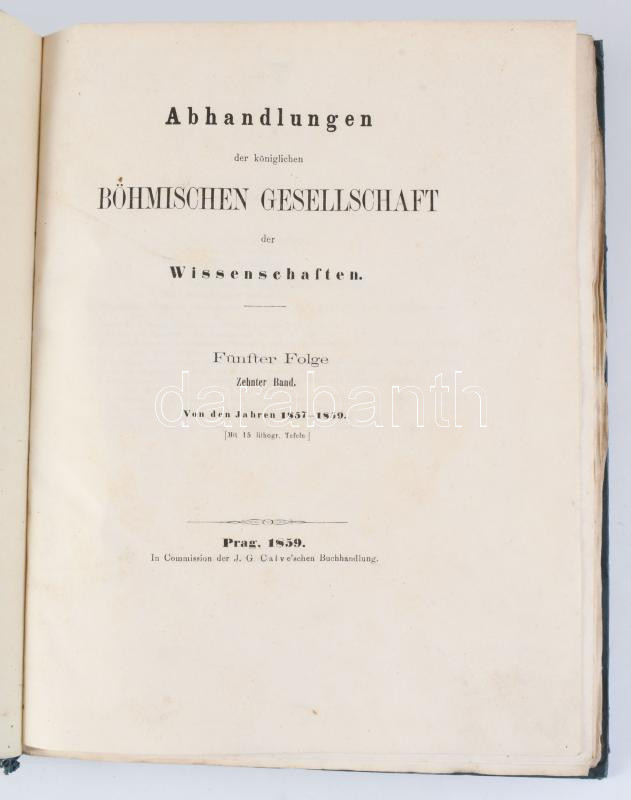 Abhandlungen
der königlichen
BÖHMISCHEN GESELLSCHAFT
der
Wissenschaften.
Fünfter Folge
Zehnter Band.
darabanth
Von den Jahren 1857–1859.
[Mit 15 lithogr. Tafeln]
Prag, 1859.
In Commission der J. G. Calve'schen Buchhandlung.